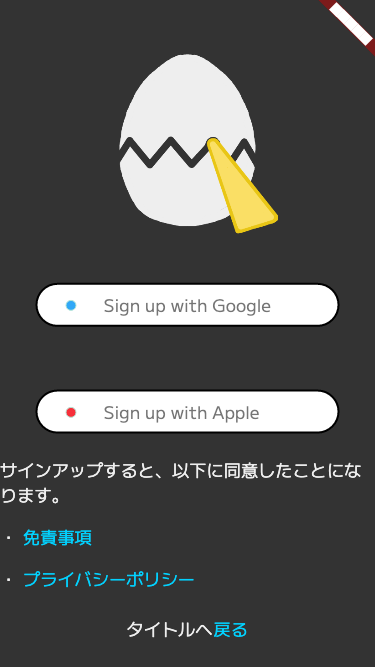 Sign up with Google
Sign up with Apple
サインアップすると、以下に同意したことにな
ります。
・ 免責事項
・ プライバシーポリシー
タイトルへ戻る